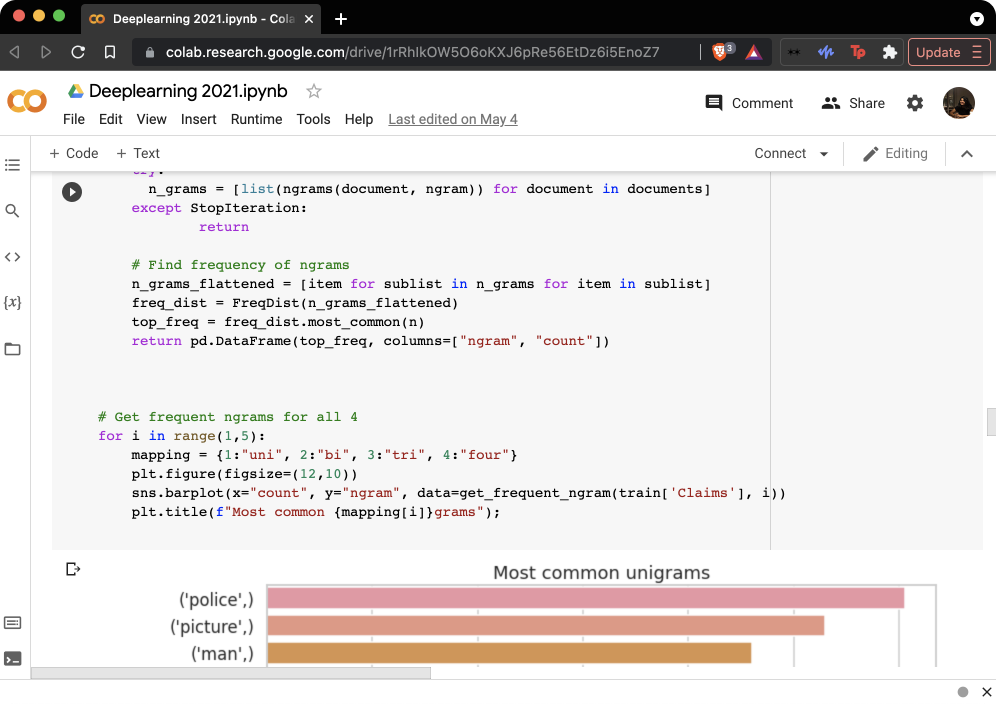 Deeplearning 2021.ipynb - Cola
colab.research.google.com/drive/1rRhlkOW5O6oKXJ6pRe56EtDz6i5EnoZ7
3
Tp
Update
Deeplearning 2021.ipynb
Comment
Share
File Edit View Insert Runtime Tools Help Last edited on May 4
+ Code + Text
Connect
Editing
try:
n_grams = [list(ngrams(document, ngram)) for document in documents]
except StopIteration:
return
# Find frequency of ngrams
n_grams_flattened = [item for sublist in n_grams for item in sublist]
freq_dist = FreqDist(n_grams_flattened)
top_freq = freq_dist.most_common(n)
return pd.DataFrame(top_freq, columns=["ngram", "count"])
# Get frequent ngrams for all 4
for i in range(1,5):
mapping = {1:"uni", 2:"bi", 3:"tri", 4:"four"}
plt.figure(figsize=(12,10))
sns.barplot(x="count", y="ngram", data=get_frequent_ngram(train['Claims'], i))
plt.title(f"Most common {mapping[i]}grams");
Most common unigrams
('police',)
('picture',)
('man',)